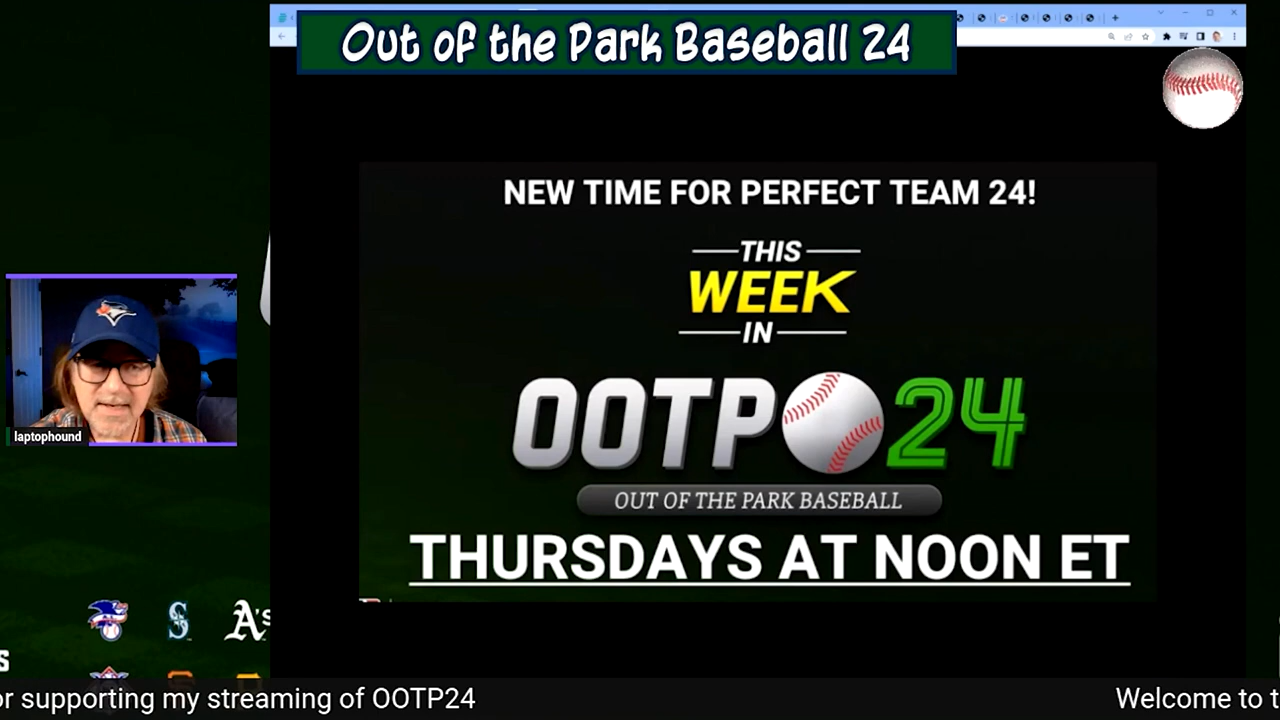 Out of the Park Baseball 24
NEW TIME FOR PERFECT TEAM 24!
THIS
WEEK
IN
OOTP 24
OUT OF THE PARK BASEBALL
THURSDAYS AT NOON ET
laptophound
A's
S
or supporting my streaming of OOTP24
Welcome to t